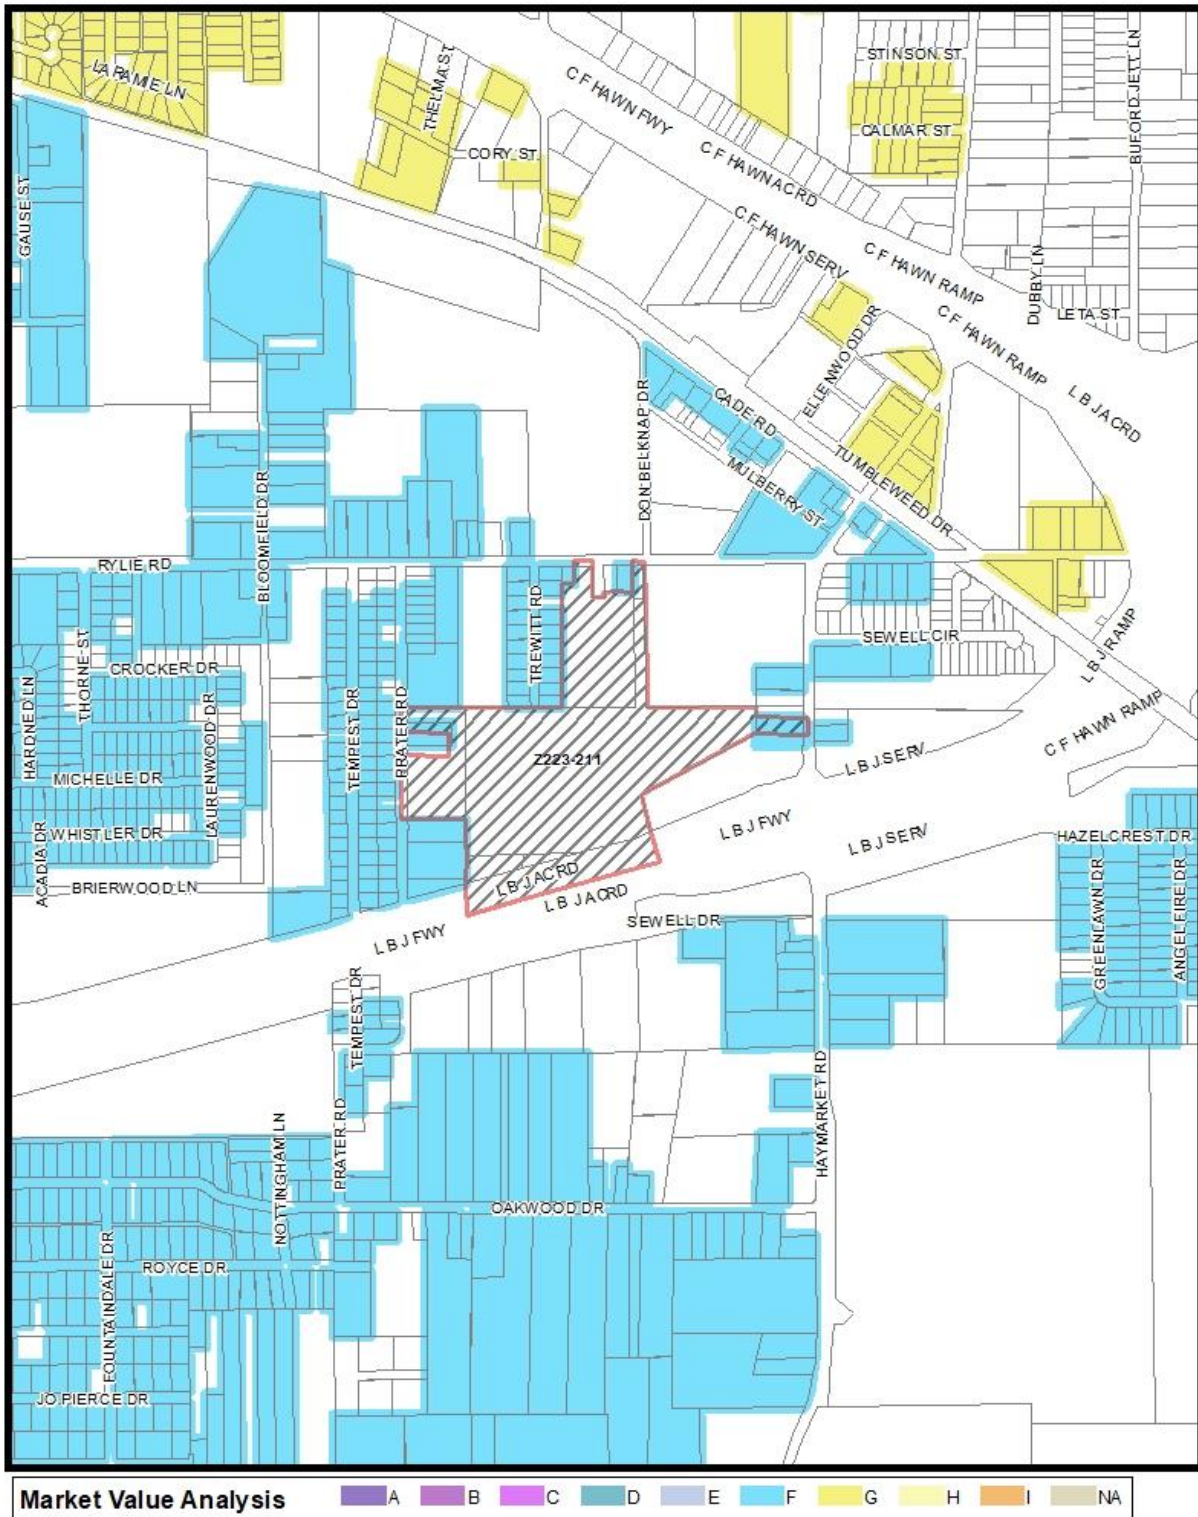 LARAMIE LN
THELMA ST
C F HAWN FWY
STINSON ST
BUFORD JETT LN
CALMAR ST
CORY ST
C F HAWN ACRD
GAUSE ST
C F HAWN SERV
C F HAWN RAMP
DUBBY LN
LETA ST
ELLENWOOD DR
C F HAWN RAMP
L B J ACRD
DON BELKNAP DR
CADE RD
MULBERRY ST
TUMBLEWEED DR
BLOOMFIELD DR
RYLIE RD
TREWITT RD
SEWELL CIR
L B J RAMP
THORNE ST
CROCKER DR
HARDNED LN
LAURENWOOD DR
TEMPEST DR
PRATER RD
C F HAWN RAMP
Z223-211
L B J SERV
MICHELLE DR
L B J FWY
L B J SERV
WHISTLER DR
HAZELCREST DR
ACADIA DR
BRIERWOOD LN
L B J ACRD
L B J ACRD
SEWELL DR
L B J FWY
GREENLAWN DR
ANGELFIRE DR
TEMPEST DR
HAYMARKET RD
NOTTINGHAM LN
PRATER RD
OAKWOOD DR
FOUNTAINDALE DR
ROYCE DR
JO PIERCE DR
Market Value Analysis A B C D E F G H I NA